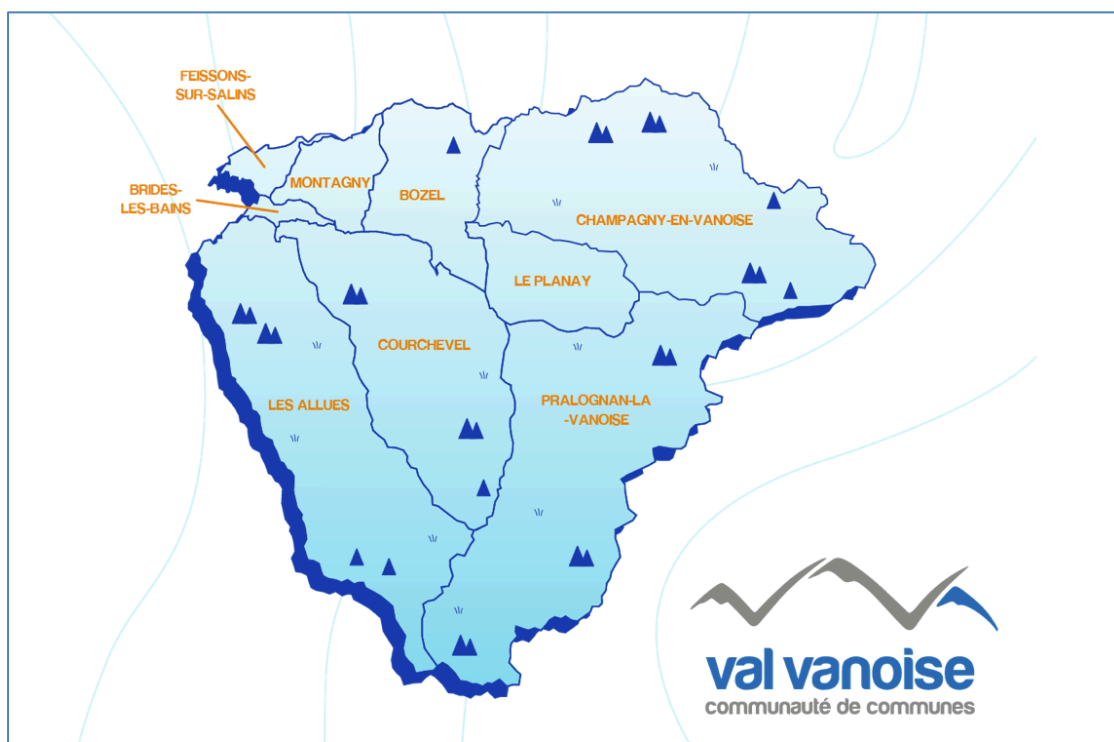 FEISSONS-
SUR-SALINS
BRIDES-
LES-BAINS
MONTAGNY
BOZEL
CHAMPAGNY-EN-VANOISE
LE PLANAY
COURCHEVEL
LES ALLUES
PRALOGNAN-LA
-VANOISE
val vanoise
communauté de communes